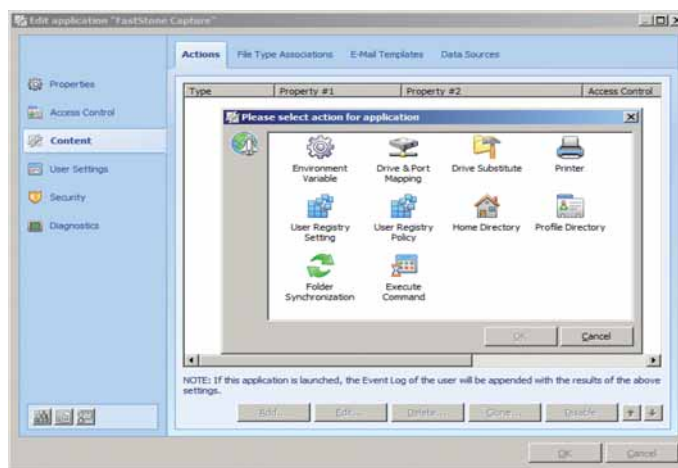 Edit application "FastStone Capture"
Actions
File Type Associations
E-Mail Templates
Data Sources
Properties
Access Control
Content
User Settings
Security
Diagnostics
Type
Property #1
Property #2
Access Control
Please select action for application
Environment
Variable
Drive & Port
Mapping
Drive Substitute
Printer
User Registry
Setting
User Registry
Policy
Home Directory
Profile Directory
Folder
Synchronization
Execute
Command
OK
Cancel
NOTE: If this application is launched, the Event Log of the user will be appended with the results of the above
settings.
Add...
Edit...
Delete...
Clone...
Disable
OK
Cancel